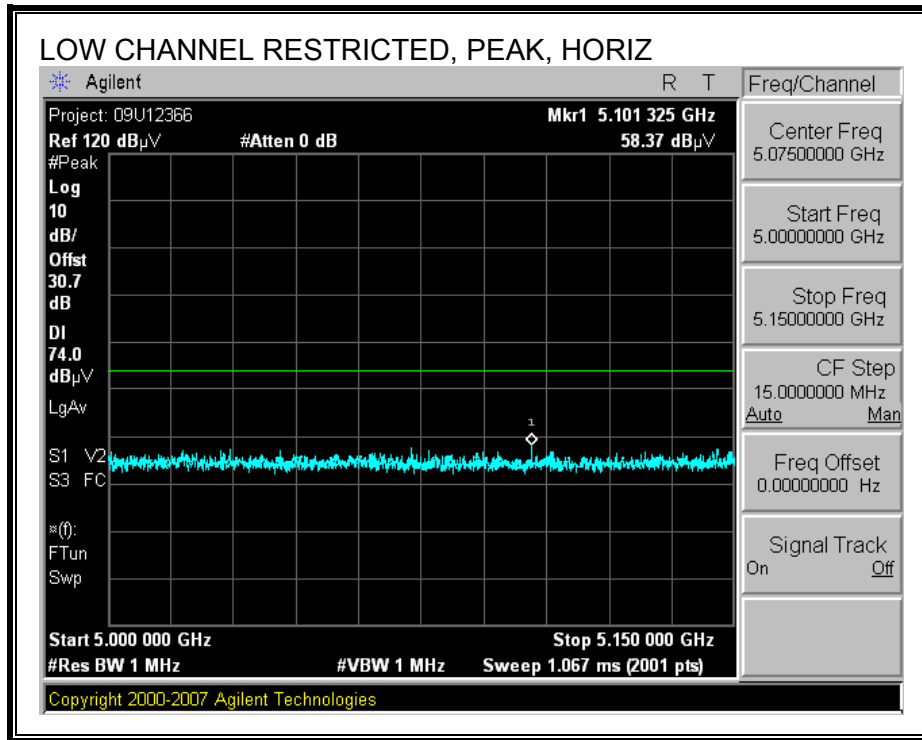 LOW CHANNEL RESTRICTED, PEAK, HORIZ
Agilent
R T
Freq/Channel
Project: 09U12366
Mkr1 5.101 325 GHz
Ref 120 dBµV
#Atten 0 dB
58.37 dBµV
#Peak
Log
10
dB/
Offst
30.7
dB
DI
74.0
dBµV
LgAv
1
S1 V2
S3 FC
¤(f):
FTun
Swp
Start 5.000 000 GHz
Stop 5.150 000 GHz
#Res BW 1 MHz
#VBW 1 MHz
Sweep 1.067 ms (2001 pts)
Center Freq
5.07500000 GHz
Start Freq
5.00000000 GHz
Stop Freq
5.15000000 GHz
CF Step
15.0000000 MHz
Auto Man
Freq Offset
0.00000000 Hz
Signal Track
On Off
Copyright 2000-2007 Agilent Technologies